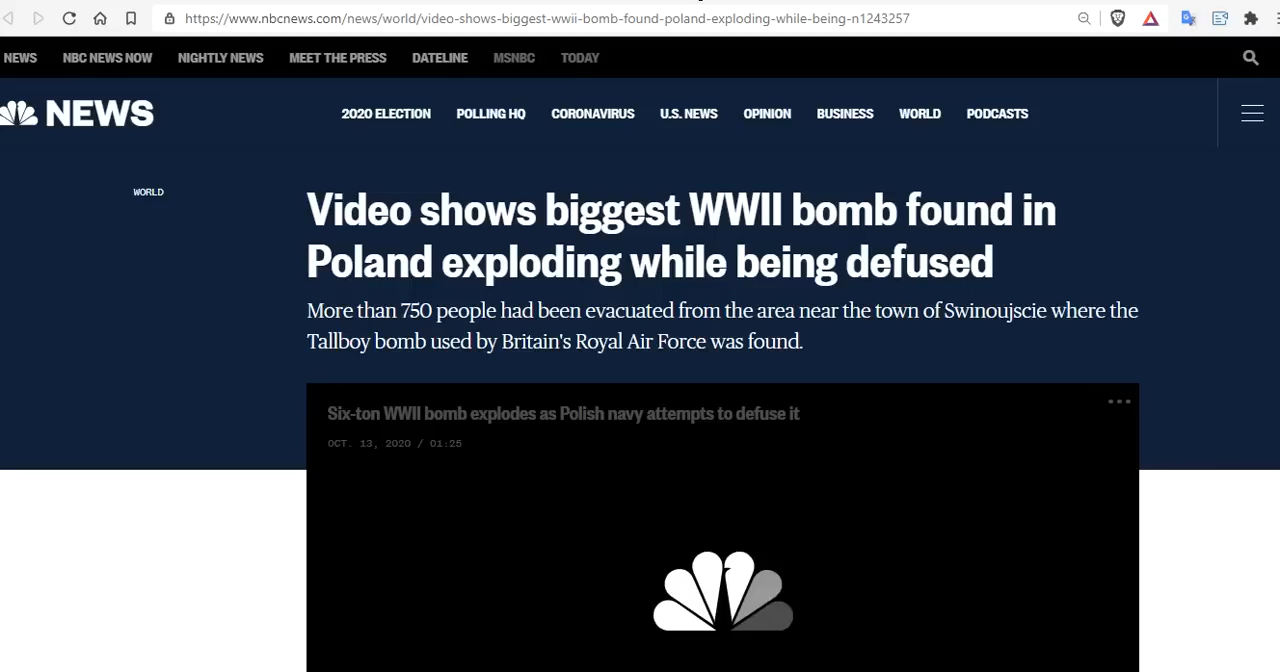 https://www.nbcnews.com/news/world/video-shows-biggest-wwii-bomb-found-poland-exploding-while-being-n1243257
NEWS NBC NEWS NOW NIGHTLY NEWS MEET THE PRESS DATELINE MSNBC TODAY
NEWS 2020 ELECTION POLLING HQ CORONAVIRUS U.S. NEWS OPINION BUSINESS WORLD PODCASTS
WORLD
Video shows biggest WWII bomb found in
Poland exploding while being defused
More than 750 people had been evacuated from the area near the town of Swinoujscie where the
Tallboy bomb used by Britain's Royal Air Force was found.
Six-ton WWII bomb explodes as Polish navy attempts to defuse it
OCT. 13, 2020 / 01:25